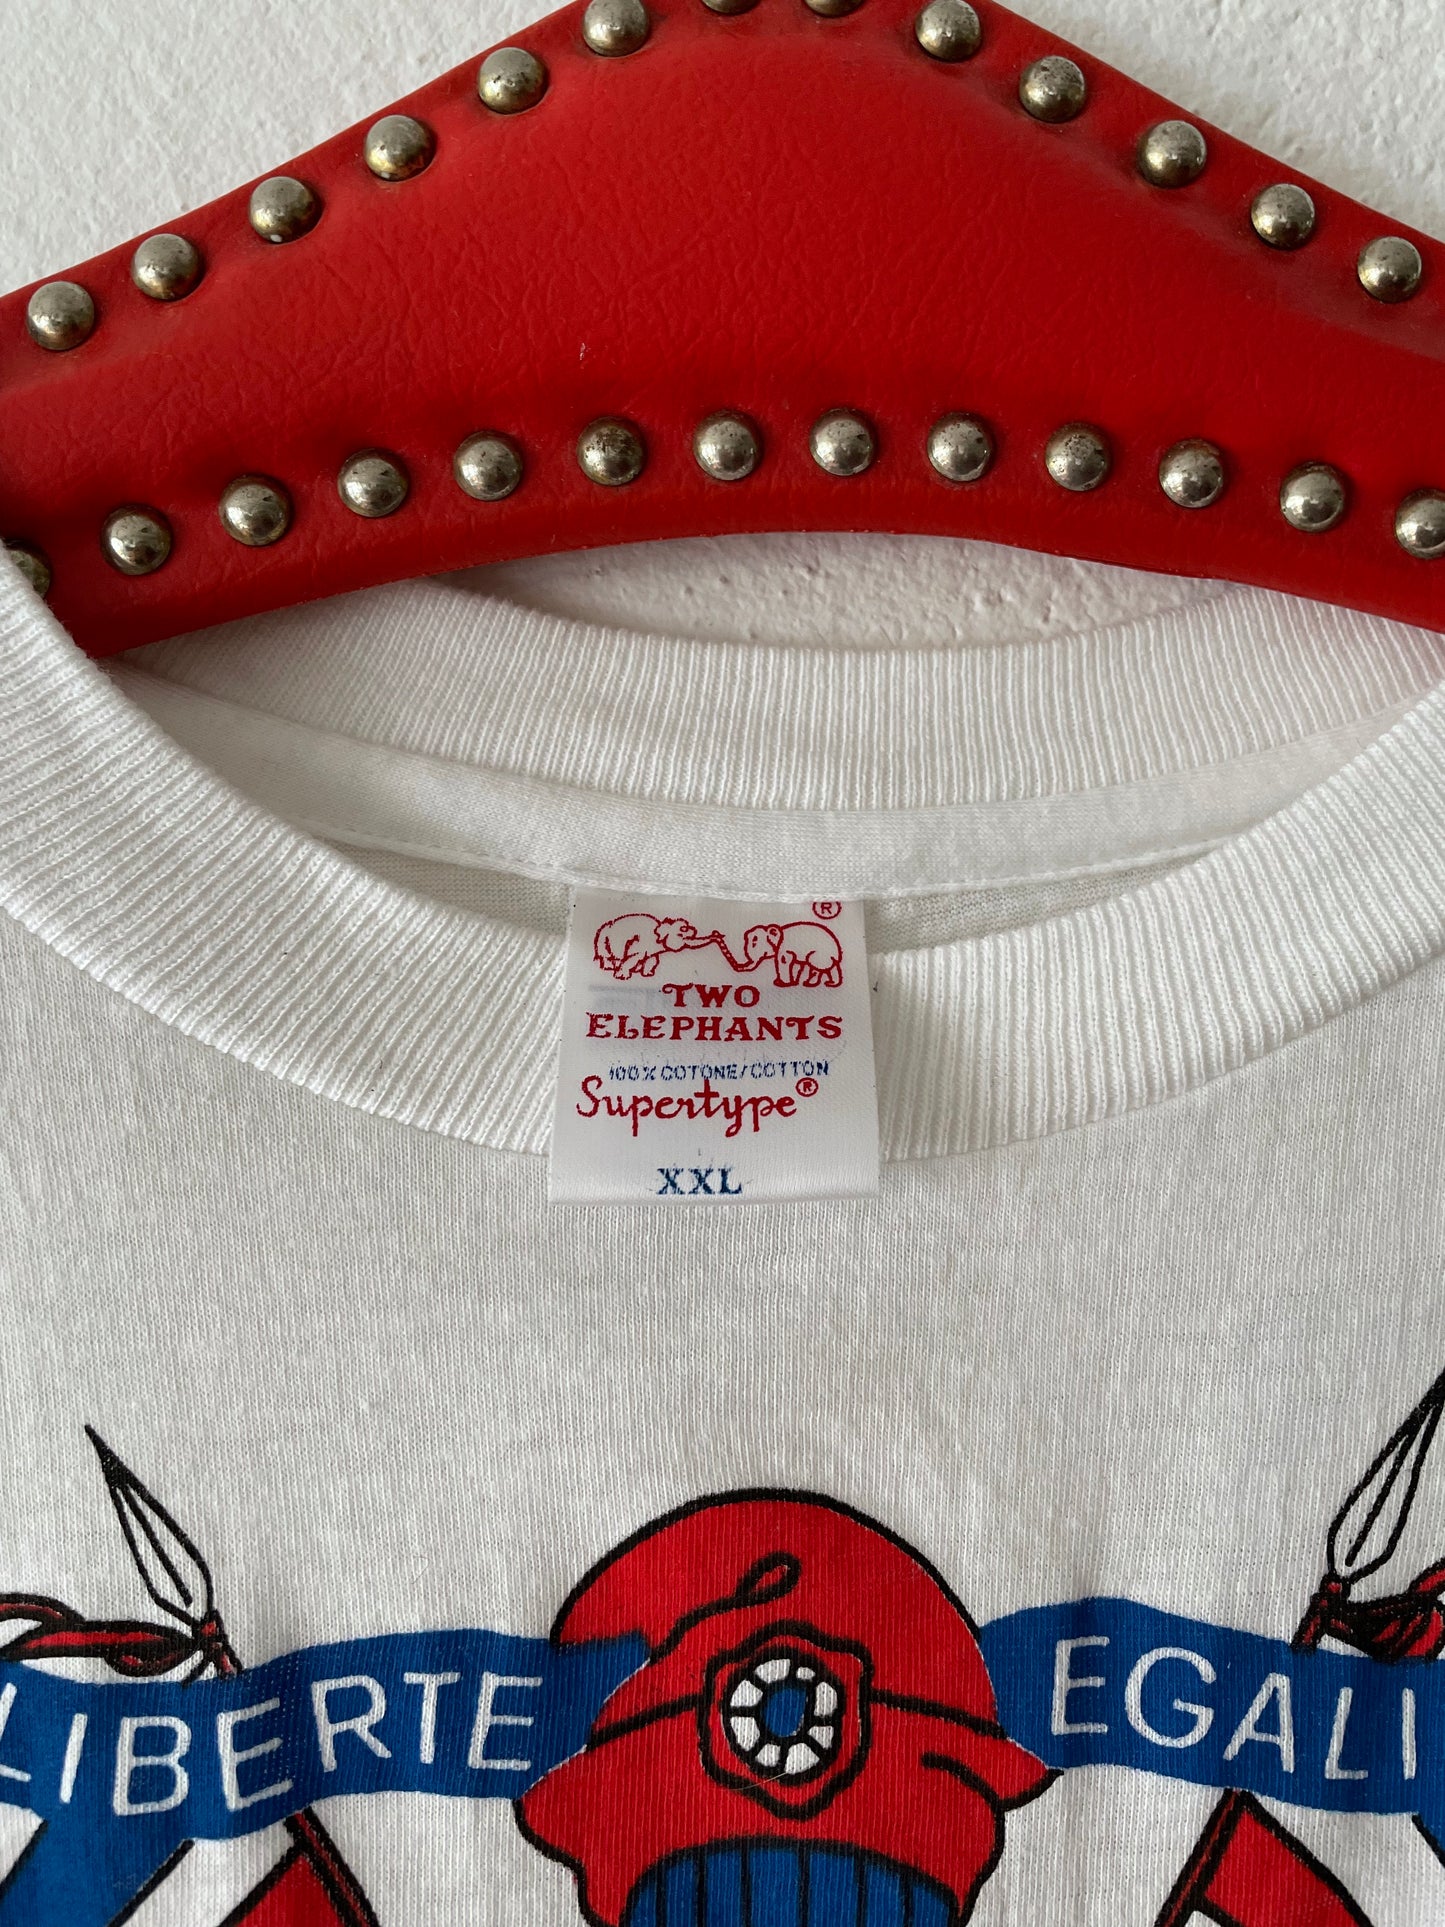 ®
TWO
ELEPHANTS
100% COTONE/COTTON
Supertype®
XXL
LIBERTE
EGALI